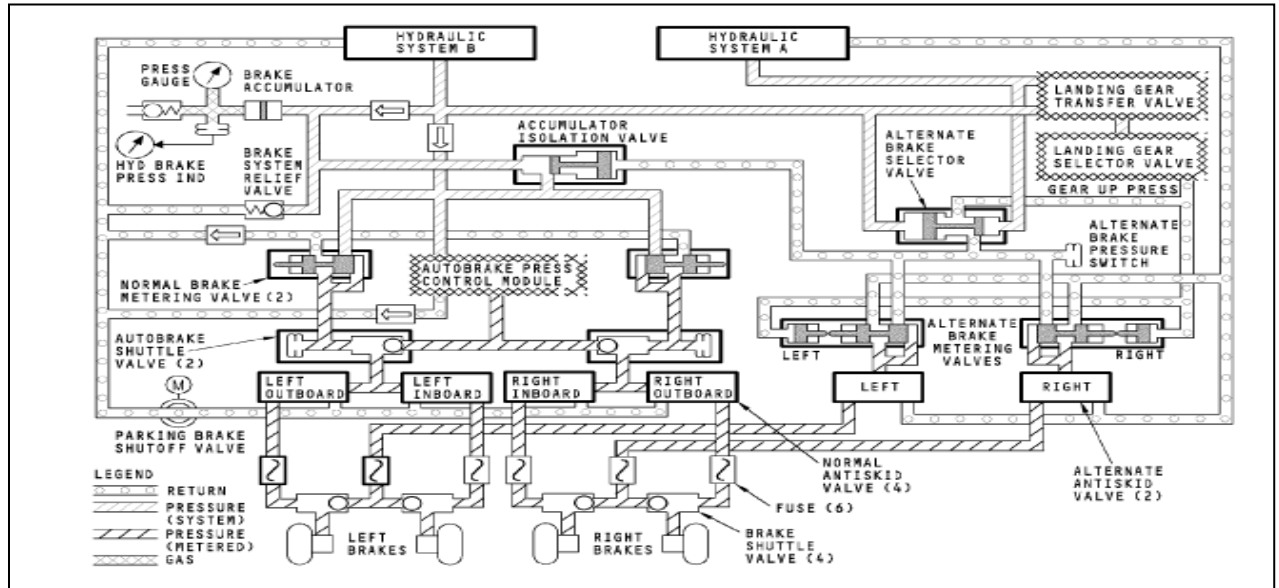 HYDRAULIC
SYSTEM B
HYDRAULIC
SYSTEM A
PRESS
GAUGE
BRAKE
ACCUMULATOR
LANDING GEAR
TRANSFER VALVE
ACCUMULATOR
ISOLATION VALVE
ALTERNATE
BRAKE
SELECTOR
VALVE
LANDING GEAR
SELECTOR VALVE
HYD BRAKE
PRESS IND
BRAKE
SYSTEM
RELIEF
VALVE
GEAR UP PRESS
ALTERNATE
BRAKE
PRESSURE
SWITCH
NORMAL BRAKE
METERING VALVE (2)
AUTOBRAKE PRESS
CONTROL MODULE
AUTOBRAKE
SHUTTLE
VALVE (2)
LEFT
ALTERNATE
BRAKE
METERING
VALVES
RIGHT
LEFT
OUTBOARD
LEFT
INBOARD
RIGHT
INBOARD
RIGHT
OUTBOARD
LEFT
RIGHT
M
PARKING BRAKE
SHUTOFF VALVE
LEGEND
RETURN
PRESSURE
(SYSTEM)
PRESSURE
(METERED)
GAS
NORMAL
ANTISKID
VALVE (4)
FUSE (6)
ALTERNATE
ANTISKID
VALVE (2)
LEFT
BRAKES
RIGHT
BRAKES
BRAKE
SHUTTLE
VALVE (4)